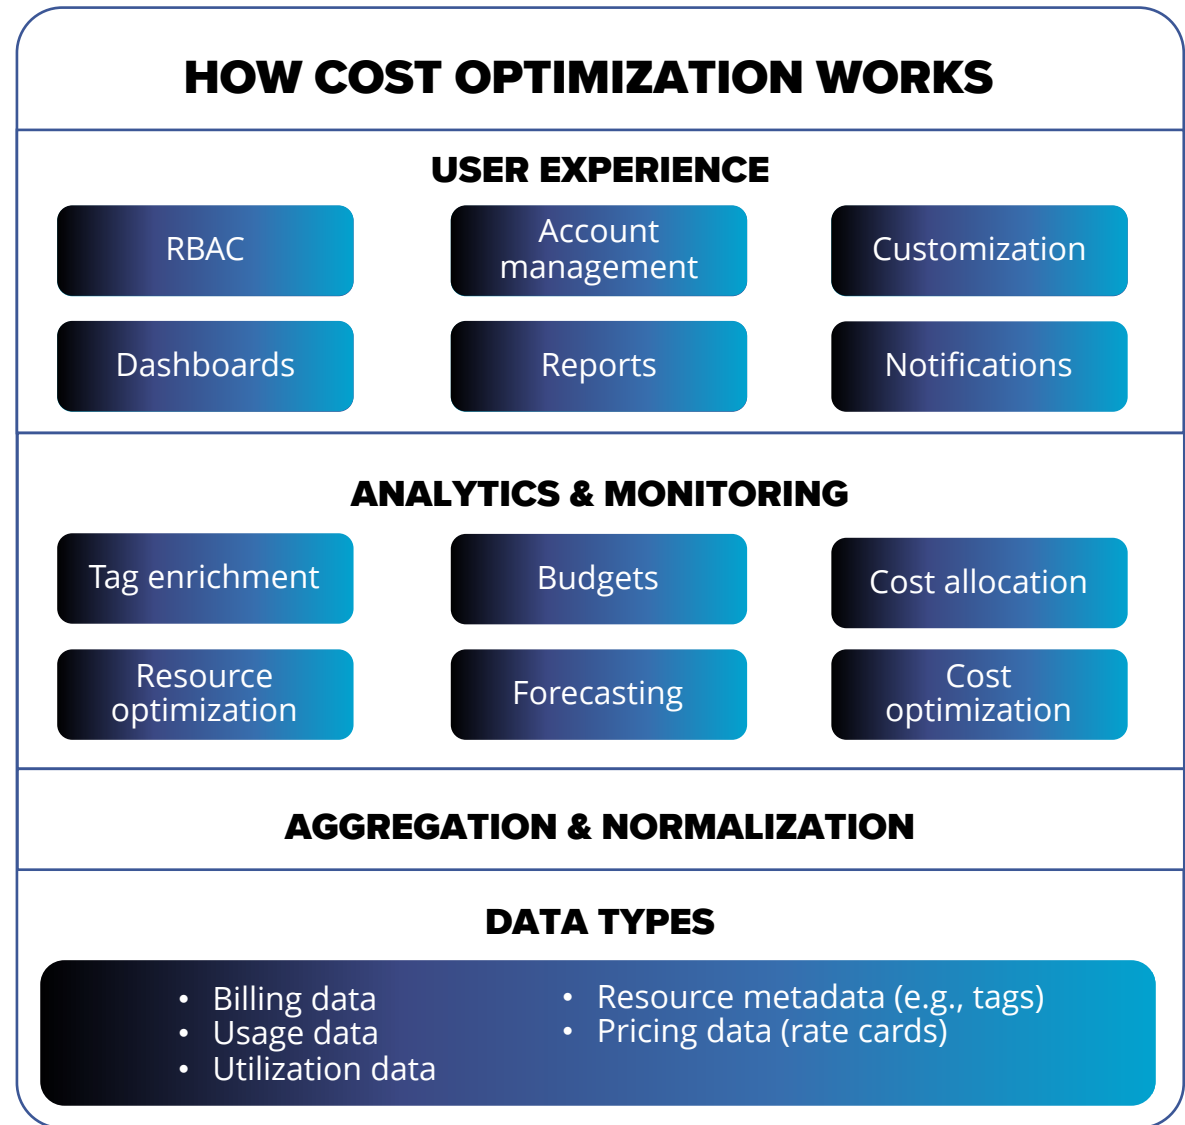 HOW COST OPTIMIZATION WORKS
USER EXPERIENCE
RBAC
Account
management
Customization
Dashboards
Reports
Notifications
ANALYTICS & MONITORING
Tag enrichment
Budgets
Cost allocation
Resource
optimization
Forecasting
Cost
optimization
AGGREGATION & NORMALIZATION
DATA TYPES
• Billing data
• Usage data
• Utilization data
• Resource metadata (e.g., tags)
• Pricing data (rate cards)